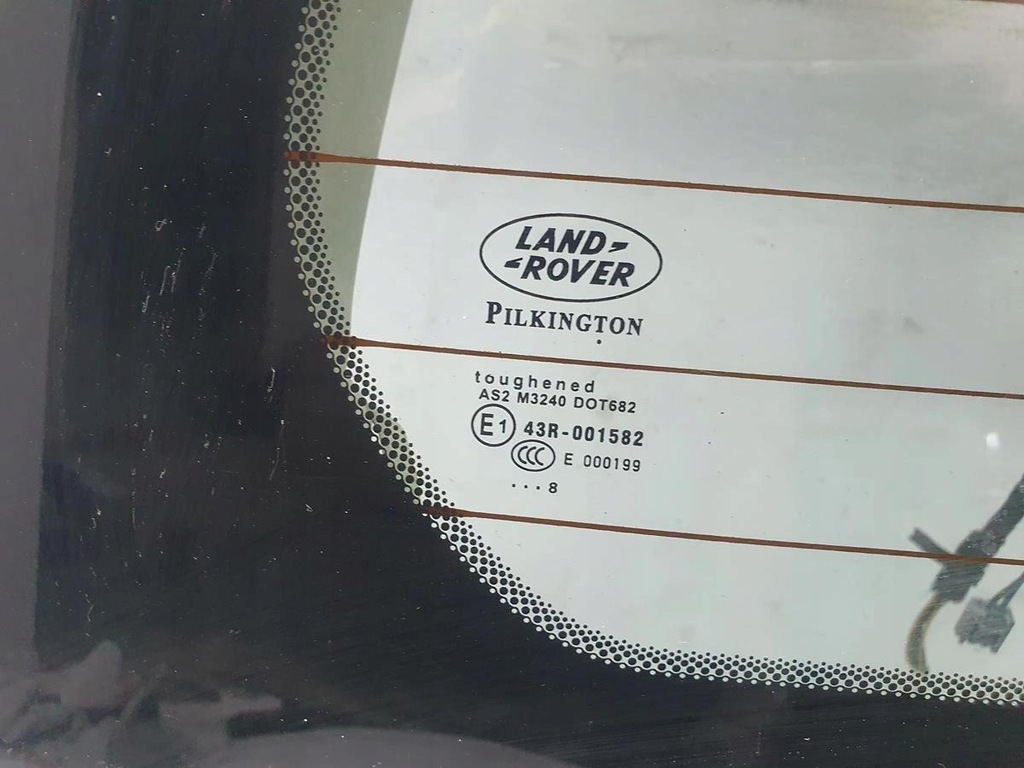 LAND-
-ROVER
PILKINGTON
toughened
AS2 M3240 DOT682
E1 43R-001582
CCC E 000199
...8